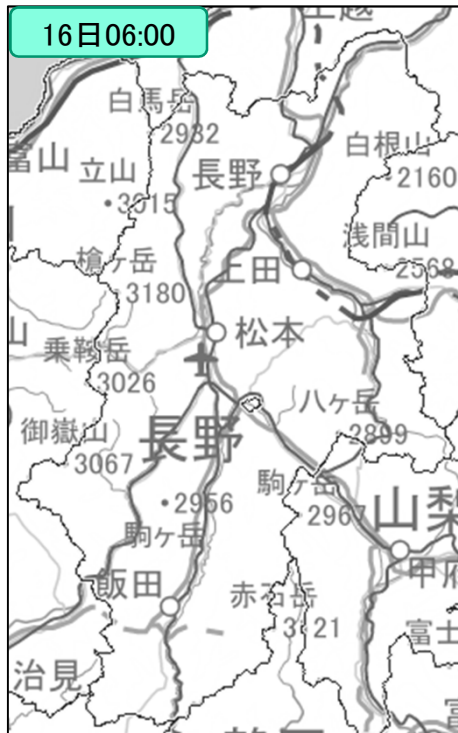 16日06:00
白馬岳
2932
白根山
富山
立山
長野
2160
3015
浅間山
槍ヶ岳
上田
2568
3180
松本
乗鞍岳
3026
八ヶ岳
御嶽山
長野
2899
3067
駒ヶ岳
2956
2967
山梨
駒ヶ岳
甲府
飯田
赤石岳
3121
富士
治見